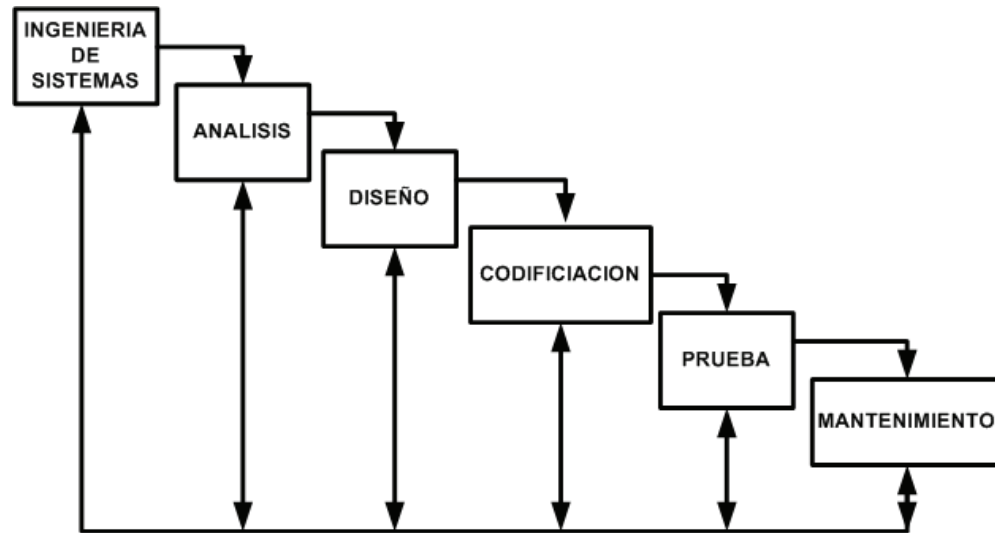 INGENIERIA
DE
SISTEMAS
ANALISIS
DISEÑO
CODIFICIACION
PRUEBA
MANTENIMIENTO